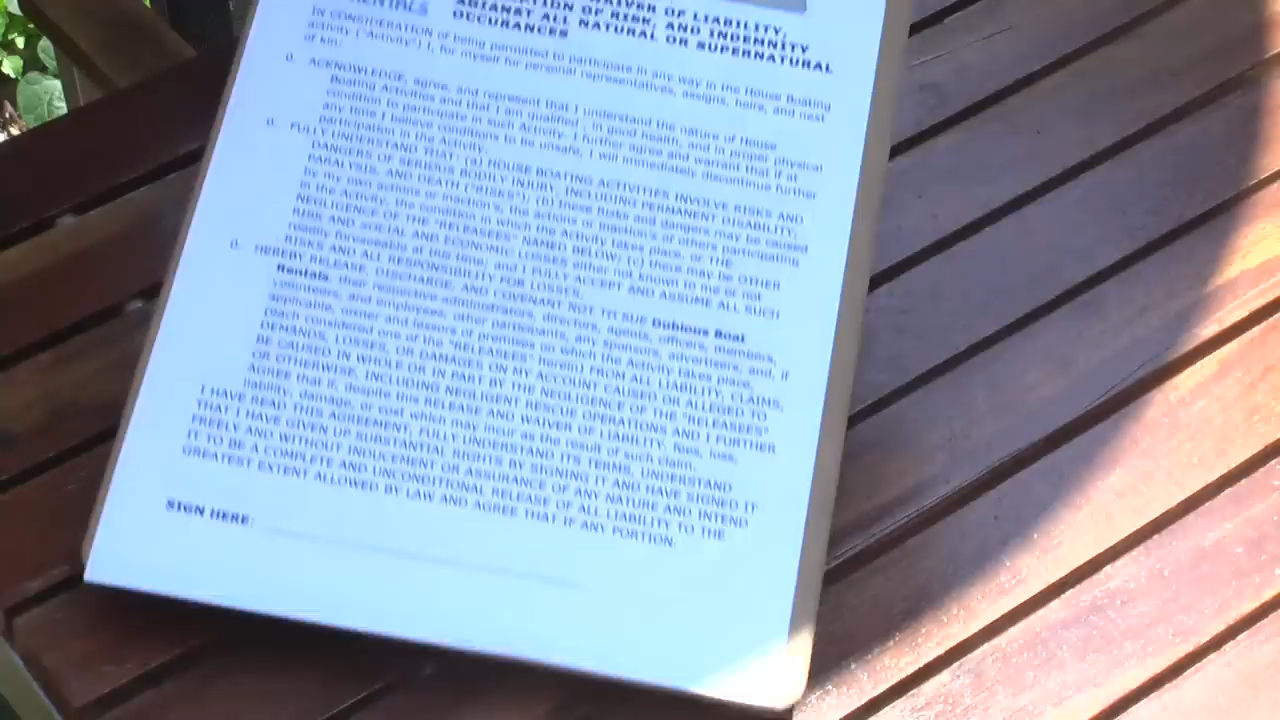 RENTALS
WAIVER OF LIABILITY,
OF RISK, AND INDEMNITY
AGIANST ALL NATURAL OR SUPERNATURAL
OCCURANCES
IN CONSIDERATION of being permitted to participate in any way in the House Boating
activity ("Activity") I, for myself for personal representatives, assigns, heirs, and next
of kin:
0. ACKNOWLEDGE, agree, and represent that I understand the nature of House
Boating Activities and that I am qualified, in good health, and in proper physical
condition to participate in such Activity. I further agree and warrant that if at
any time I believe conditions to be unsafe, I will immediately discontinue further
participation in the Activity.
0. FULLY UNDERSTAND THAT: (a) HOUSE BOATING ACTIVITIES INVOLVE RISKS AND
DANGERS OF SERIOUS BODILY INJURY, INCLUDING PERMANENT DISABILITY,
PARALYSIS, AND DEATH ("RISKS"); (b) these Risks and dangers may be caused
by my own actions or inaction's, the actions or inaction's of others participating
in the Activity, the condition in which the Activity takes place, or THE
NEGLIGENCE OF THE "RELEASEES" NAMED BELOW; (c) there may be OTHER
RISK AND SOCIAL AND ECONOMIC LOSSES either not known to me or not
readily foreseeable at this time; and I FULLY ACCEPT AND ASSUME ALL SUCH
RISKS AND ALL RESPONSIBILITY FOR LOSSES,
0. HEREBY RELEASE, DISCHARGE, AND COVENANT NOT TO SUE Dubious Boat
Rentals, their respective administrators, directors, agents, officers, members,
volunteers, and employees, other participants, any sponsors, advertisers, and, if
applicable, owner and lessors of premises on which the Activity takes place,
(each considered one of the "RELEASEES" herein) FROM ALL LIABILITY, CLAIMS,
DEMANDS, LOSSES, OR DAMAGES ON MY ACCOUNT CAUSED OR ALLEGED TO
BE CAUSED IN WHOLE OR IN PART BY THE NEGLIGENCE OF THE "RELEASEES"
OR OTHERWISE, INCLUDING NEGLIGENT RESCUE OPERATIONS AND I FURTHER
AGREE that if, despite this RELEASE AND WAIVER OF LIABILITY, fees, loss,
liability, damage, or cost which may incur as the result of such claim.
I HAVE READ THIS AGREEMENT, FULLY UNDERSTAND ITS TERMS, UNDERSTAND
THAT I HAVE GIVEN UP SUBSTANTIAL RIGHTS BY SIGNING IT AND HAVE SIGNED IT
FREELY AND WITHOUT INDUCEMENT OR ASSURANCE OF ANY NATURE AND INTEND
IT TO BE A COMPLETE AND UNCONDITIONAL RELEASE OF ALL LIABILITY TO THE
GREATEST EXTENT ALLOWED BY LAW AND AGREE THAT IF ANY PORTION.
SIGN HERE: